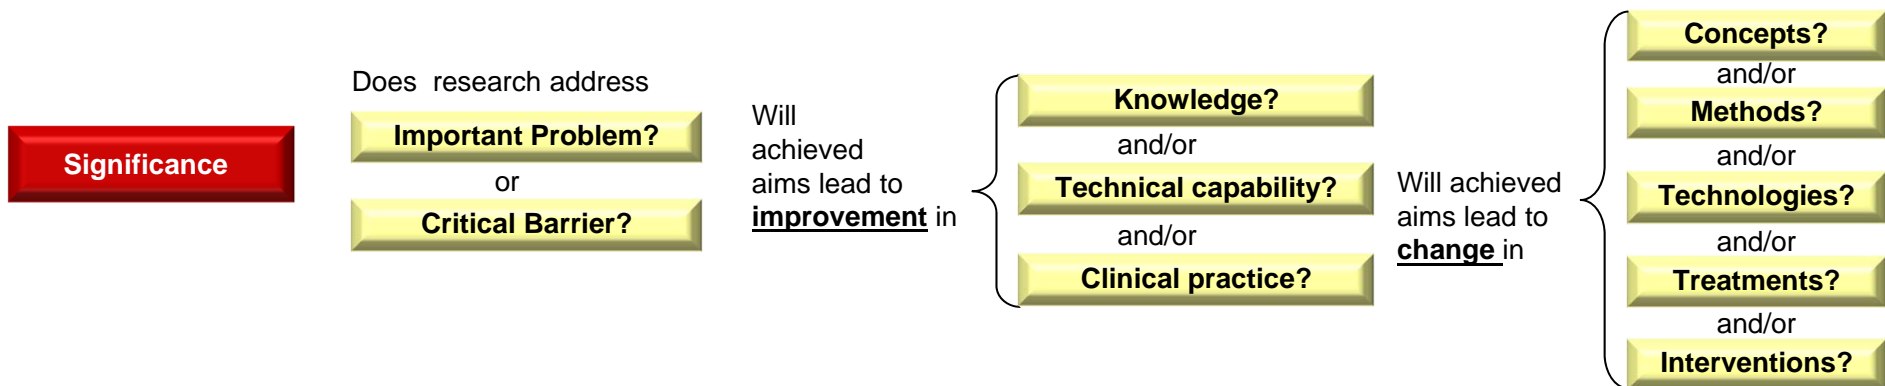 Significance
Does research address
Important Problem?
or
Critical Barrier?
Will
achieved
aims lead to
improvement in
Knowledge?
and/or
Technical capability?
and/or
Clinical practice?
Will achieved
aims lead to
change in
Concepts?
and/or
Methods?
and/or
Technologies?
and/or
Treatments?
and/or
Interventions?